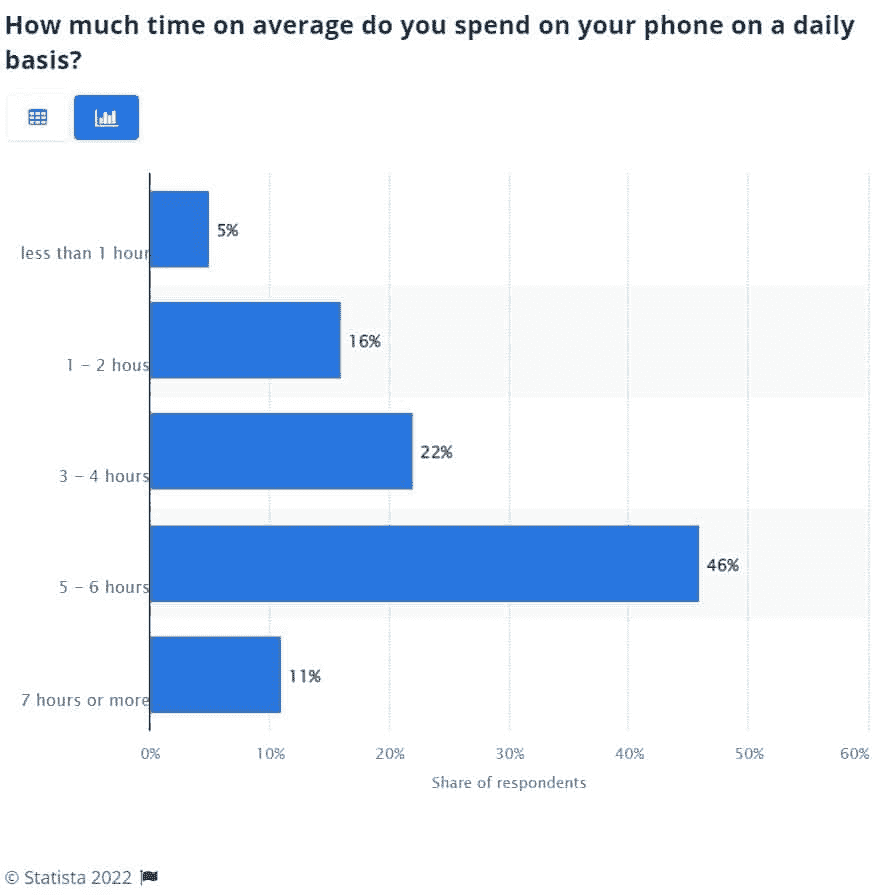 How much time on average do you spend on your phone on a daily
basis?
5%
less than 1 hour
16%
1 – 2 hous
22%
3 – 4 hours
46%
5 – 6 hours
11%
7 hours or more
0% 10% 20% 30% 40% 50% 60%
Share of respondents
© Statista 2022